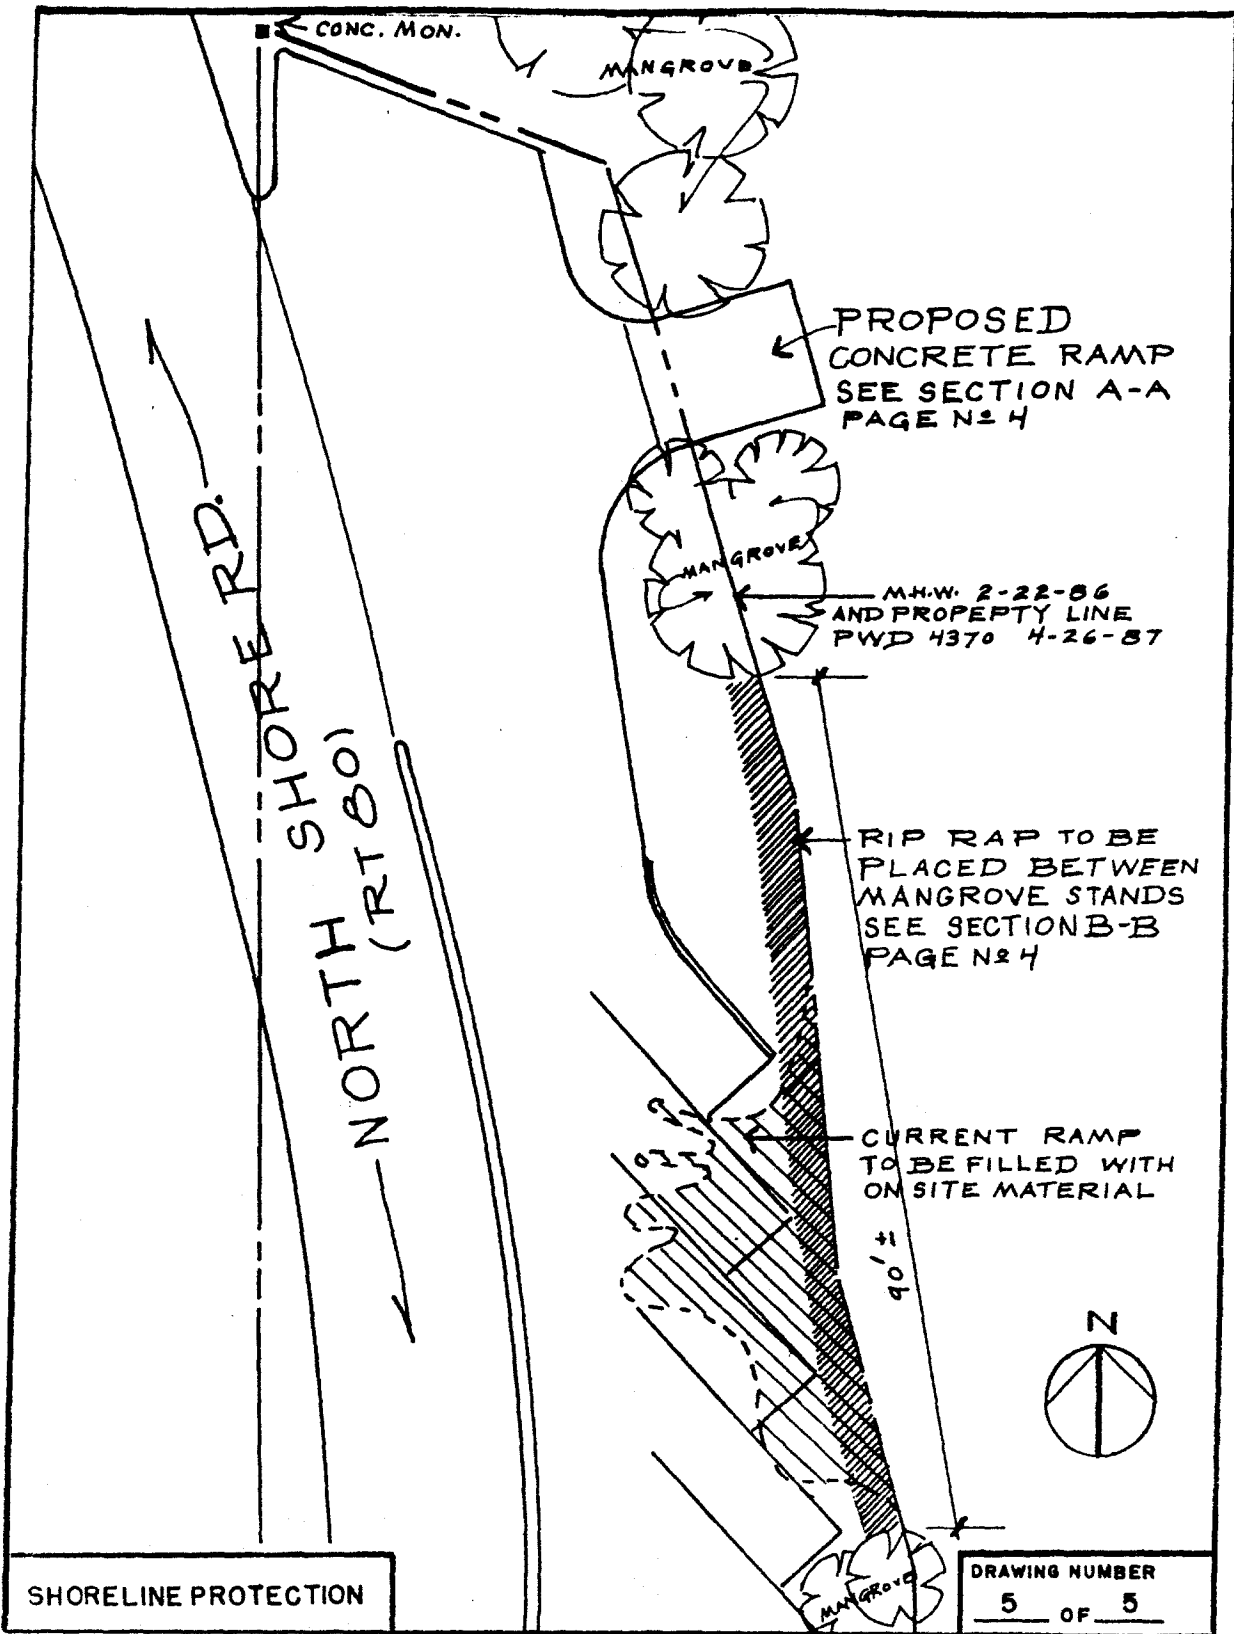 CONC. MON.
MANGROVE
PROPOSED
CONCRETE RAMP
SEE SECTION A-A
PAGE Nº 4
MANGROVE
M.H.W. 2-22-86
AND PROPEPTY LINE
PWD 4370 4-26-87
NORTH SHORE RD.
(RT 80)
RIP RAP TO BE
PLACED BETWEEN
MANGROVE STANDS
SEE SECTION B-B
PAGE Nº 4
CURRENT RAMP
TO BE FILLED WITH
ON SITE MATERIAL
90' ±
N
MANGROVE
SHORELINE PROTECTION
DRAWING NUMBER
5 OF 5